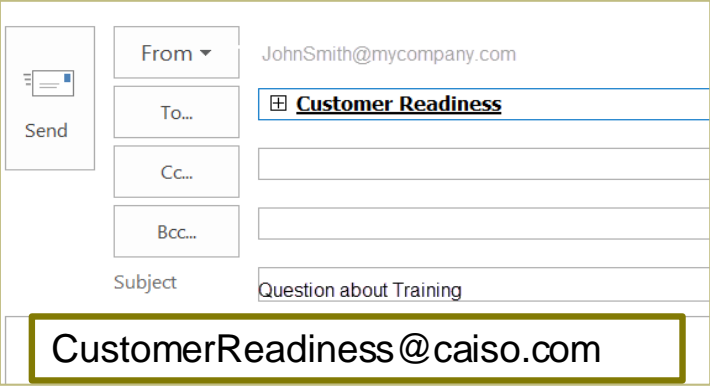 From JohnSmith@mycompany.com
To... Customer Readiness
Send
Cc...
Bcc...
Subject Question about Training
CustomerReadiness@caiso.com